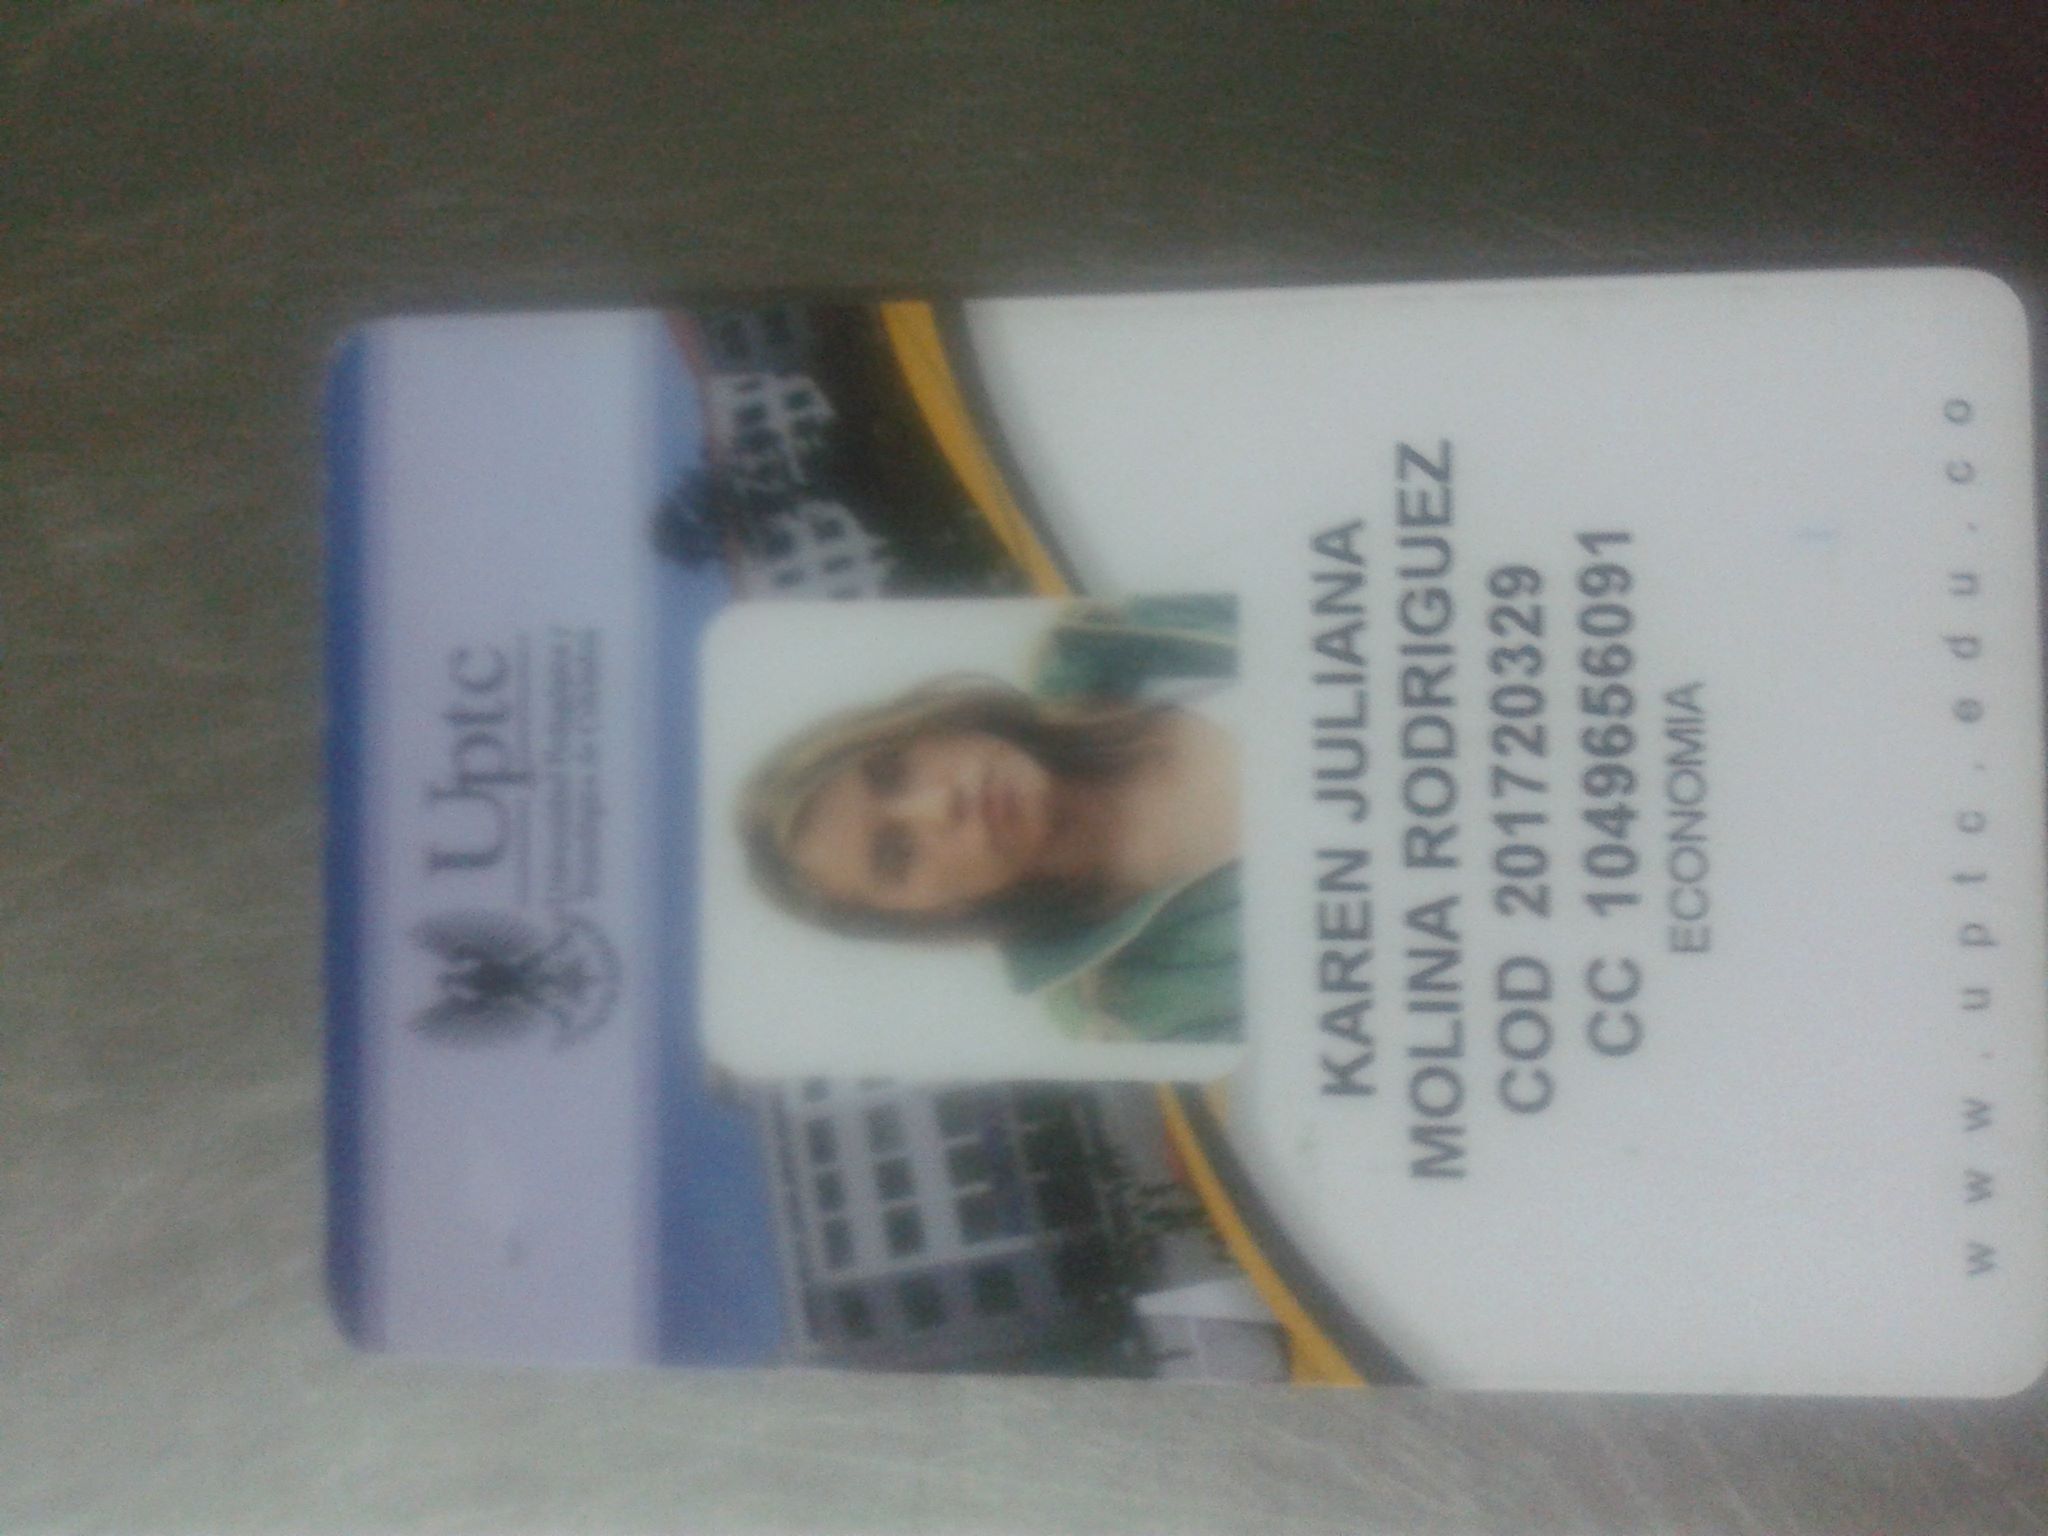 Uptc
Universidad Pedagógica y
Tecnológica de Colombia
KAREN JULIANA
MOLINA RODRIGUEZ
COD 201720329
CC 1049656091
ECONOMIA
www.uptc.edu.co